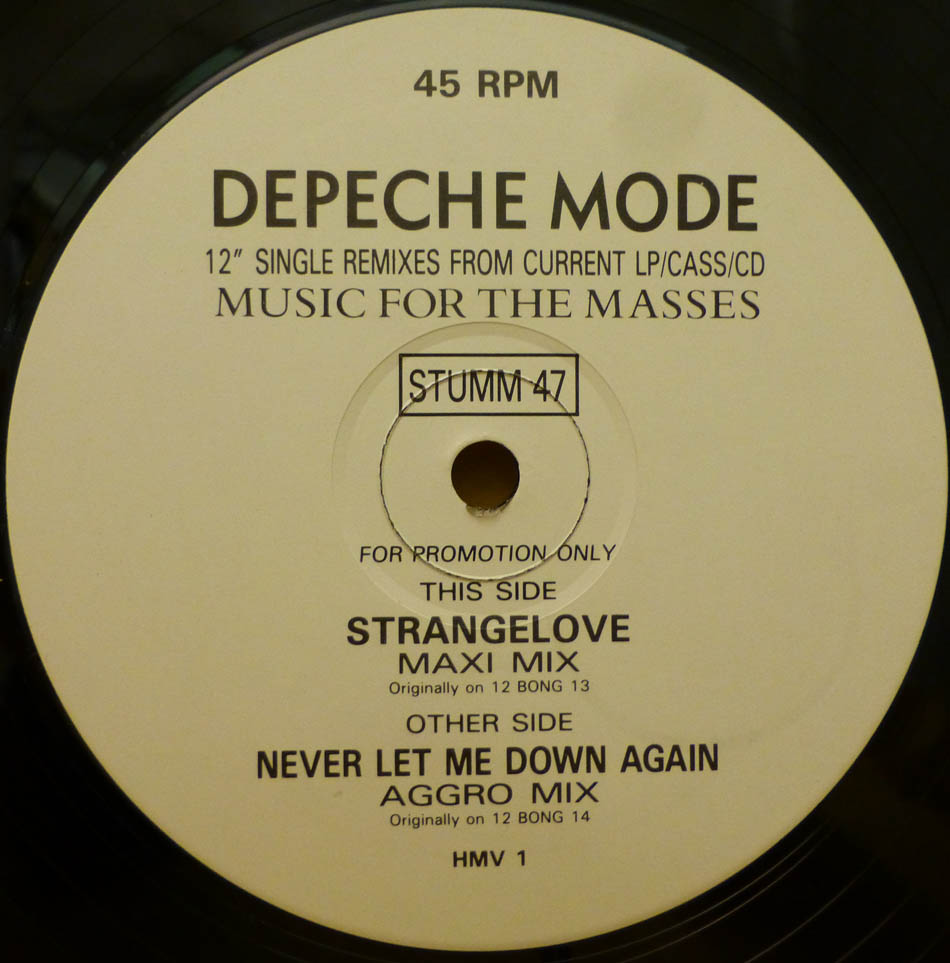 45 RPM
DEPECHE MODE
12" SINGLE REMIXES FROM CURRENT LP/CASS/CD
MUSIC FOR THE MASSES
STUMM 47
FOR PROMOTION ONLY
THIS SIDE
STRANGELOVE
MAXI MIX
Originally on 12 BONG 13
OTHER SIDE
NEVER LET ME DOWN AGAIN
AGGRO MIX
Originally on 12 BONG 14
HMV 1